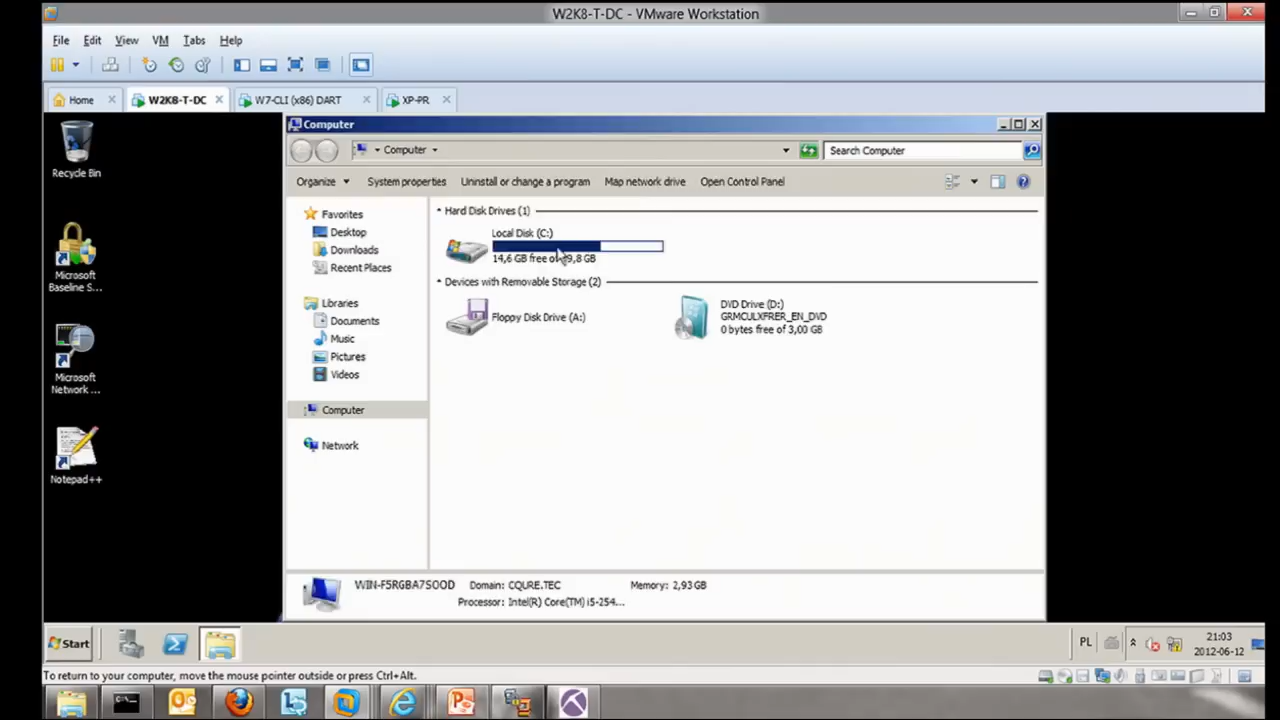 W2K8-T-DC - VMware Workstation
File Edit View VM Tabs Help
Home W2K8-T-DC W7-CLI (x86) DART XP-PR
Recycle Bin
Microsoft
Baseline S...
Microsoft
Network ...
Notepad++
Computer
Computer
Search Computer
Organize System properties Uninstall or change a program Map network drive Open Control Panel
Favorites
Desktop
Downloads
Recent Places
Libraries
Documents
Music
Pictures
Videos
Computer
Network
Hard Disk Drives (1)
Local Disk (C:)
14,6 GB free of 39,8 GB
Devices with Removable Storage (2)
Floppy Disk Drive (A:)
DVD Drive (D:)
GRMCULXFRER_EN_DVD
0 bytes free of 3,00 GB
WIN-F5RGBA7SOOD Domain: CQURE.TEC Memory: 2,93 GB
Processor: Intel(R) Core(TM) i5-254...
Start
PL
21:03
2012-06-12
To return to your computer, move the mouse pointer outside or press Ctrl+Alt.